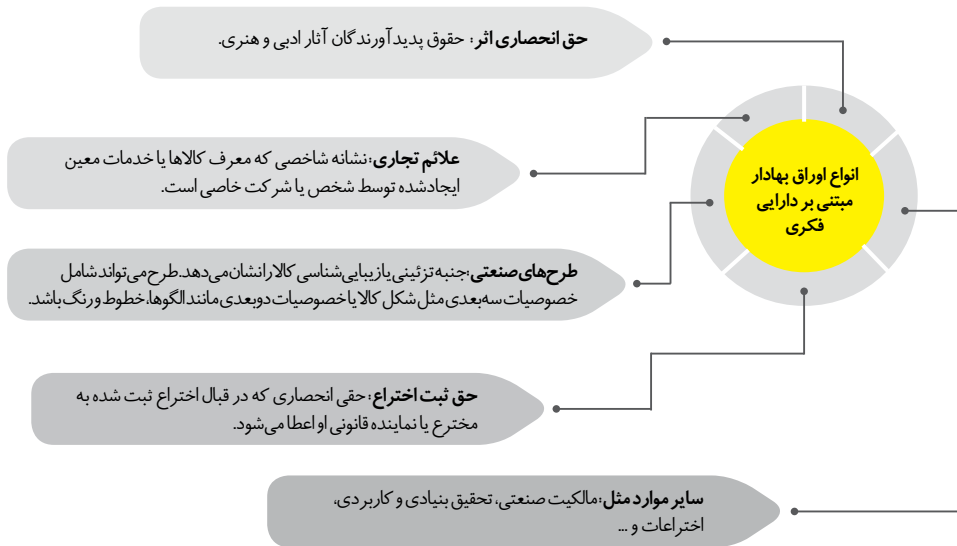 حق انحصاری اثر: حقوق پدیدآورندگان آثار ادبی و هنری.
علائم تجاری: نشانه شاخصی که معرف کالاها یا خدمات معین
ایجادشده توسط شخص یا شرکت خاصی است.
انواع اوراق بهادار
مبتنی بر دارایی
فکری
طرح‌های صنعتی: جنبه تزئینی یا زیبایی‌شناسی کالا را نشان می‌دهد. طرح می‌تواند شامل
خصوصیات سه‌بعدی مثل شکل کالا یا خصوصیات دوبعدی مانند الگوها، خطوط و رنگ باشد.
حق ثبت اختراع: حقی انحصاری که در قبال اختراع ثبت شده به
مخترع یا نماینده قانونی او اعطا می‌شود.
سایر موارد مثل: مالکیت صنعتی، تحقیق بنیادی و کاربردی،
اختراعات و ...